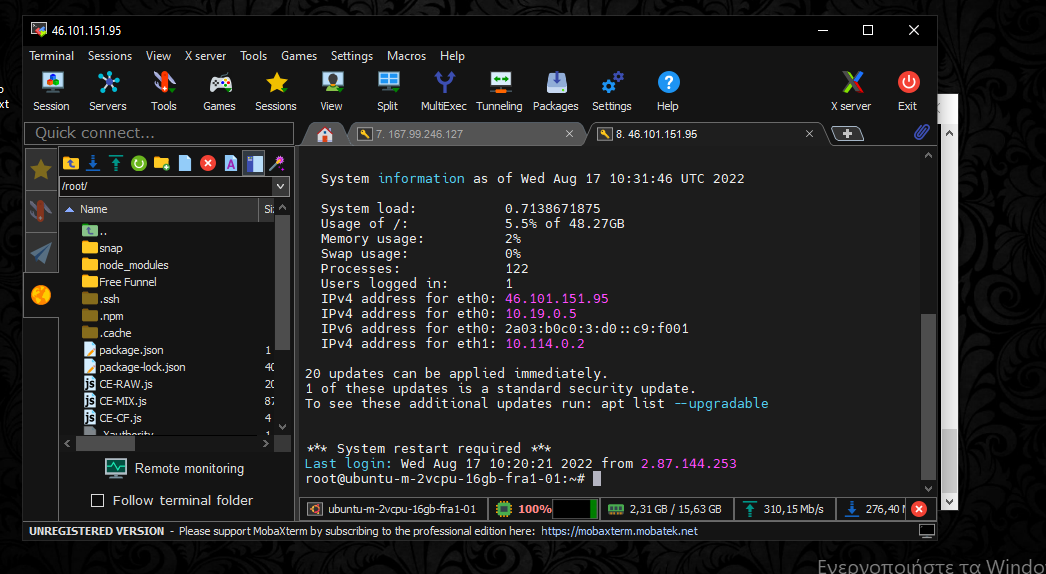 46.101.151.95
Terminal Sessions View X server Tools Games Settings Macros Help
Session Servers Tools Games Sessions View Split MultiExec Tunneling Packages Settings Help X server Exit
Quick connect...
7. 167.99.246.127
8. 46.101.151.95
/root/
Name
..
snap
node_modules
Free Funnel
.ssh
.npm
.cache
package.json 1
package-lock.json 40
CE-RAW.js 20
CE-MIX.js 87
CE-CF.js 4
Remote monitoring
Follow terminal folder
System information as of Wed Aug 17 10:31:46 UTC 2022
System load: 0.7138671875
Usage of /: 5.5% of 48.27GB
Memory usage: 2%
Swap usage: 0%
Processes: 122
Users logged in: 1
IPv4 address for eth0: 46.101.151.95
IPv4 address for eth0: 10.19.0.5
IPv6 address for eth0: 2a03:b0c0:3:d0::c9:f001
IPv4 address for eth1: 10.114.0.2
20 updates can be applied immediately.
1 of these updates is a standard security update.
To see these additional updates run: apt list --upgradable
*** System restart required ***
Last login: Wed Aug 17 10:20:21 2022 from 2.87.144.253
root@ubuntu-m-2vcpu-16gb-fra1-01:~#
ubuntu-m-2vcpu-16gb-fra1-01 100% 2,31 GB / 15,63 GB 310,15 Mb/s 276,40
UNREGISTERED VERSION - Please support MobaXterm by subscribing to the professional edition here: https://mobaxterm.mobatek.net
Ενεργοποιήστε τα Windo